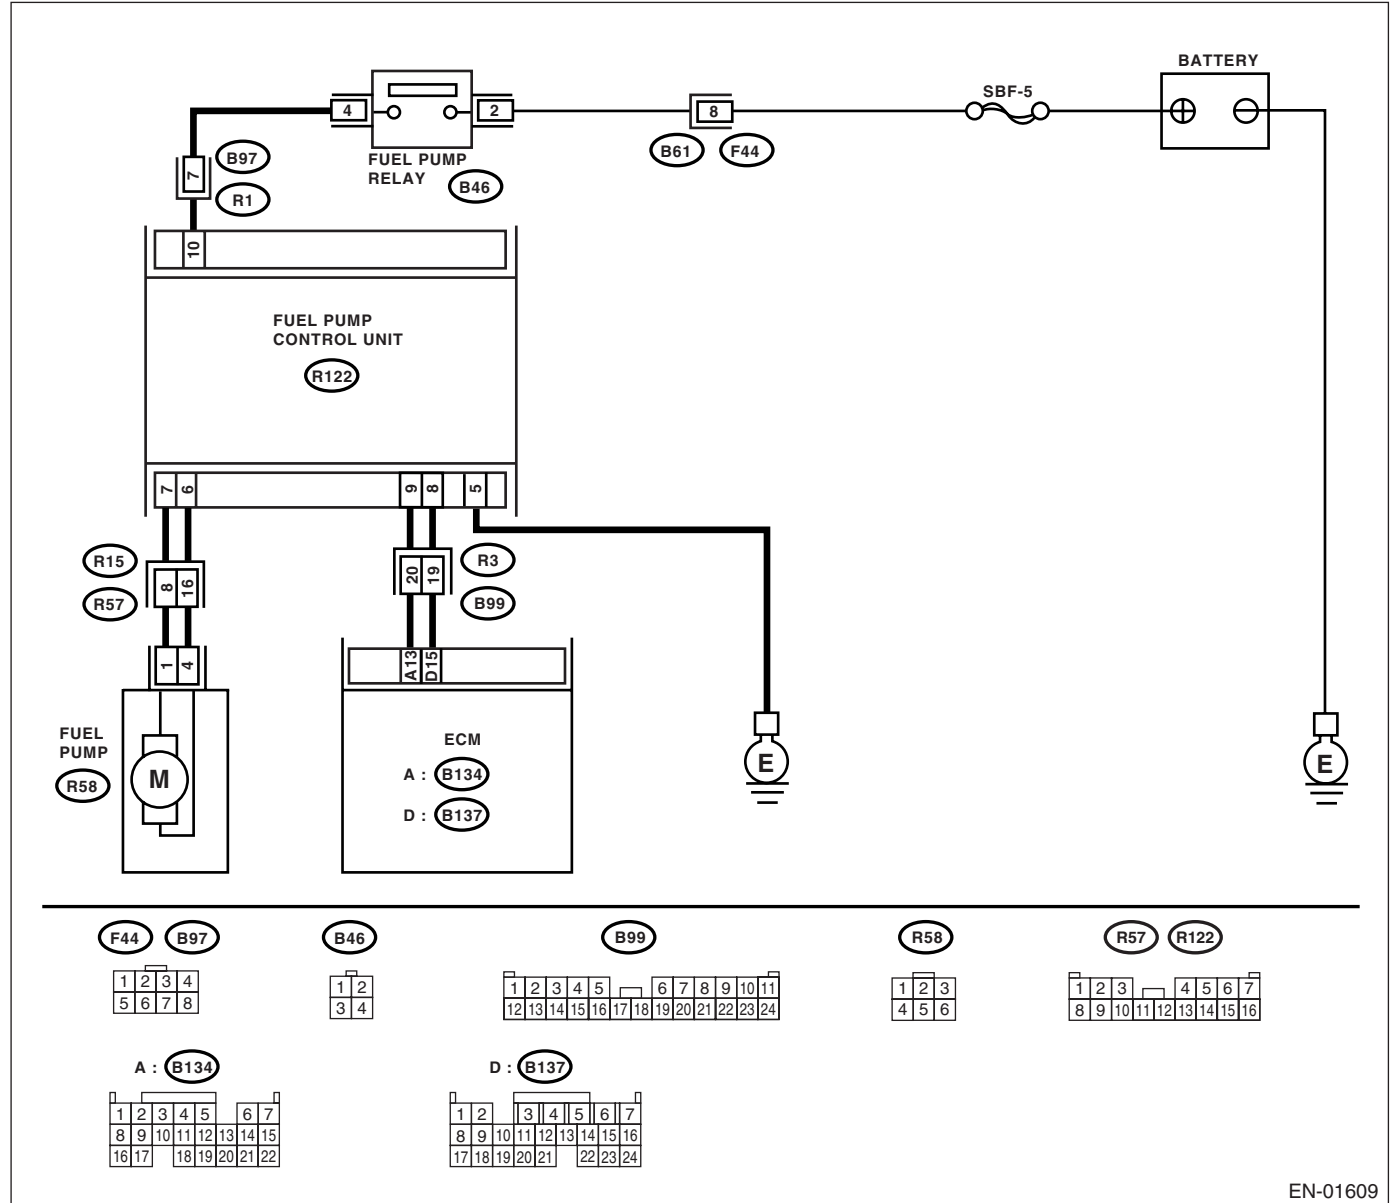 BATTERY
SBF-5
4
2
8
B61
F44
FUEL PUMP
RELAY
B46
7
B97
R1
10
FUEL PUMP
CONTROL UNIT
R122
7 6 9 8 5
R15
R57
8 16
20 19
R3
B99
1 4
A13 D15
FUEL
PUMP
R58
M
ECM
A : B134
D : B137
E
E
F44 B97
1 2 3 4
5 6 7 8
B46
1 2
3 4
B99
1 2 3 4 5 6 7 8 9 10 11
12 13 14 15 16 17 18 19 20 21 22 23 24
R58
1 2 3
4 5 6
R57 R122
1 2 3 4 5 6 7
8 9 10 11 12 13 14 15 16
A : B134
1 2 3 4 5 6 7
8 9 10 11 12 13 14 15
16 17 18 19 20 21 22
D : B137
1 2 3 4 5 6 7
8 9 10 11 12 13 14 15 16
17 18 19 20 21 22 23 24
EN-01609